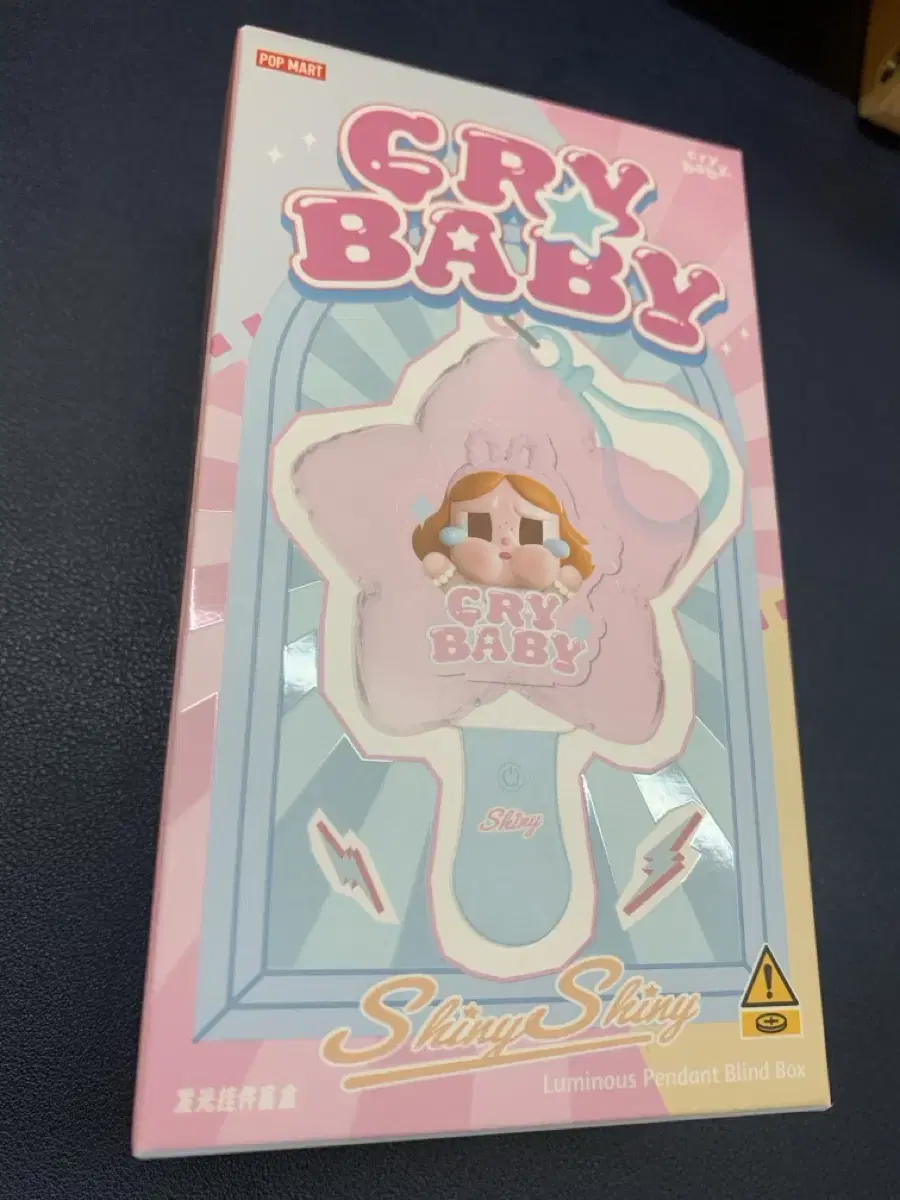 POP MART
CRY
BABY
CRY
BABY
CRY
BABY
Shiny
Shiny Shiny
Luminous Pendant Blind Box
发光挂件盲盒